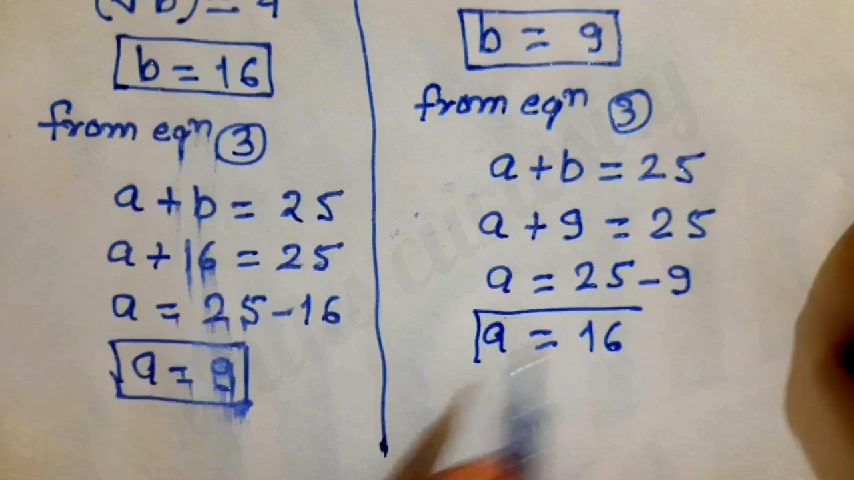 b = 16
from eqⁿ ③
a + b = 25
a + 16 = 25
a = 25 - 16
a = 9
b = 9
from eqⁿ ③
a + b = 25
a + 9 = 25
a = 25 - 9
a = 16